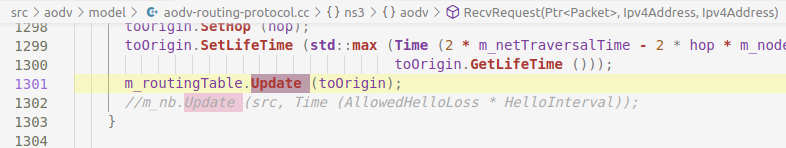 src > aodv > model > aodv-routing-protocol.cc > {} ns3 > {} aodv > RecvRequest(Ptr<Packet>, Ipv4Address, Ipv4Address)
1298 toOrigin.SetHop (hop);
1299 toOrigin.SetLifeTime (std::max (Time (2 * m_netTraversalTime - 2 * hop * m_node
1300 toOrigin.GetLifeTime ()));
1301 m_routingTable.Update (toOrigin);
1302 //m_nb.Update (src, Time (AllowedHelloLoss * HelloInterval));
1303 }
1304